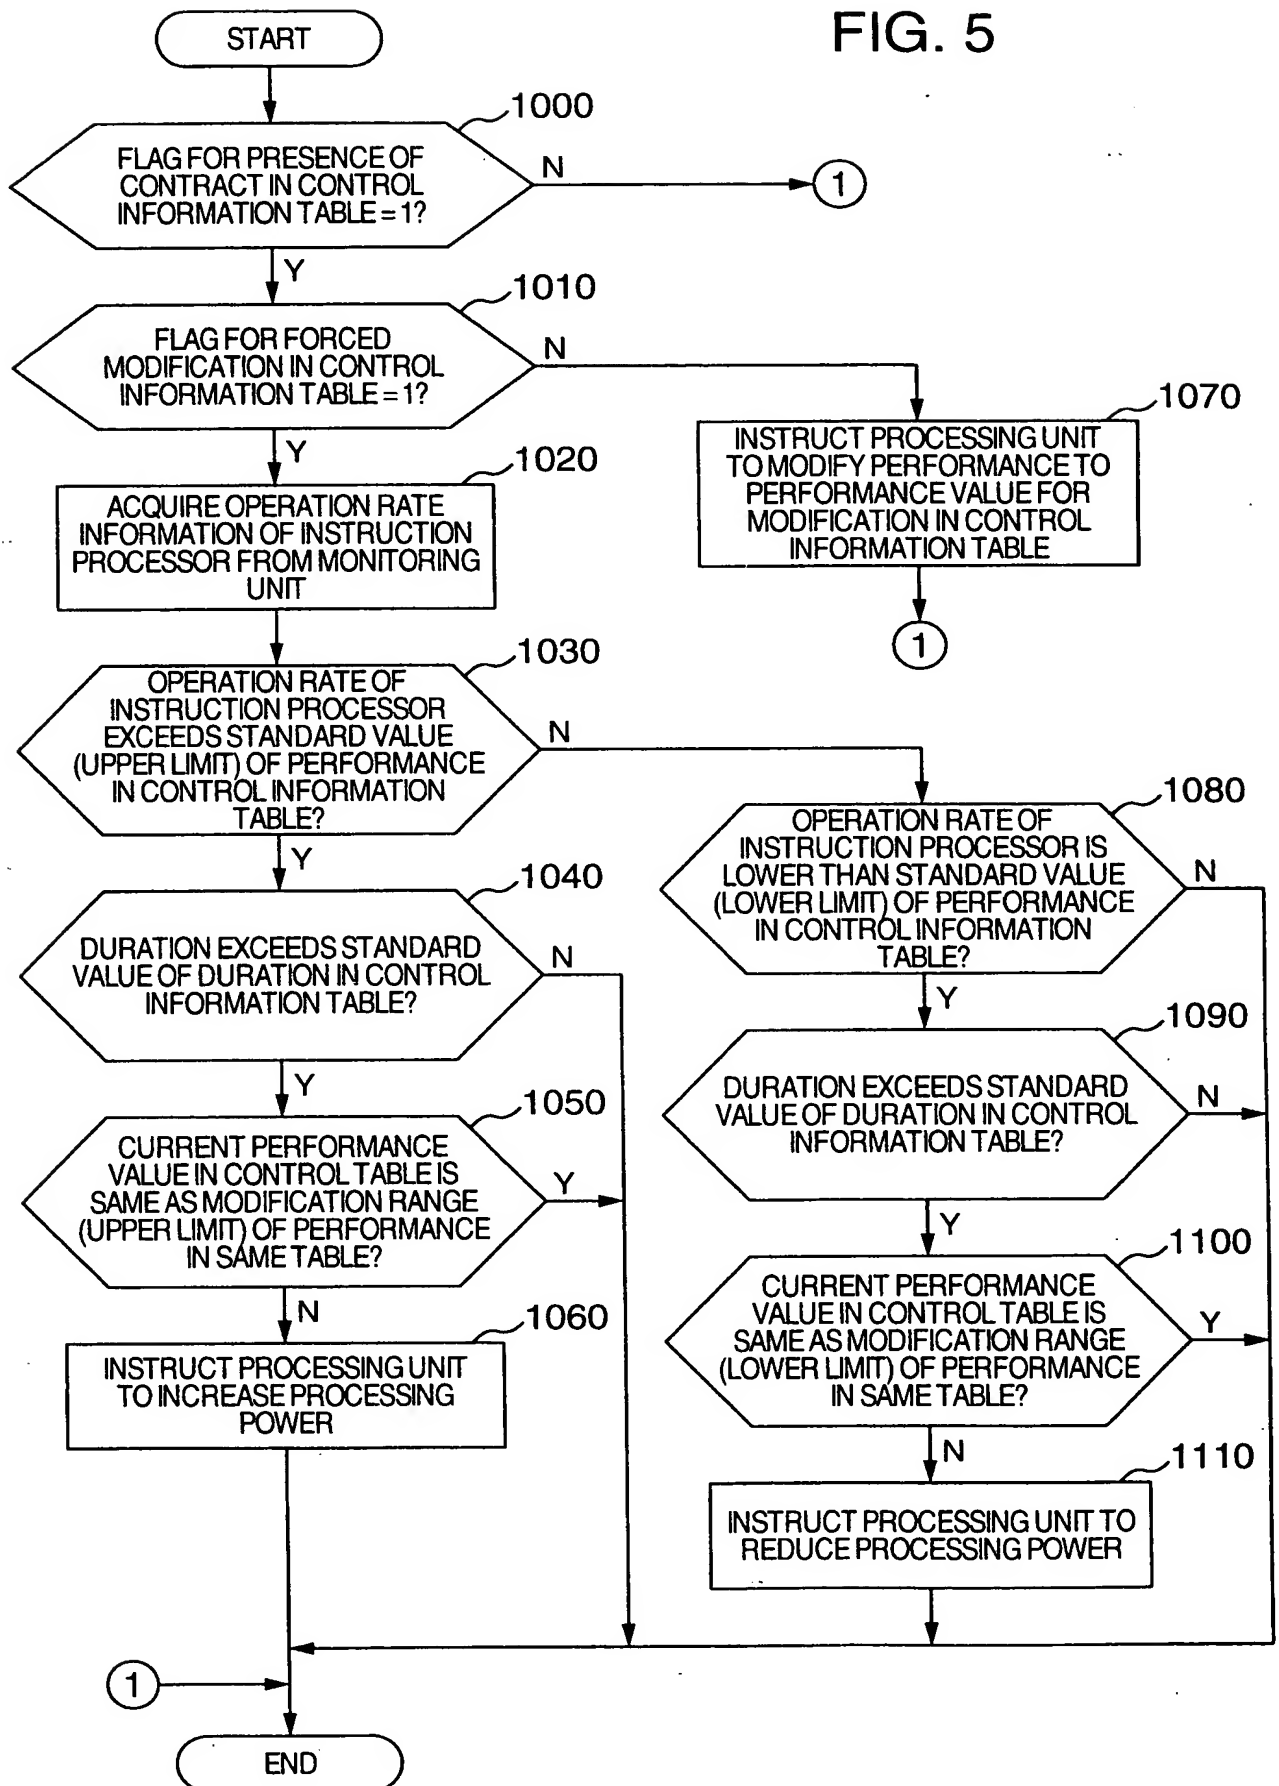 FIG. 5
START
1000
FLAG FOR PRESENCE OF
CONTRACT IN CONTROL
INFORMATION TABLE = 1?
N
1
Y
1010
FLAG FOR FORCED
MODIFICATION IN CONTROL
INFORMATION TABLE = 1?
N
Y
1070
INSTRUCT PROCESSING UNIT
TO MODIFY PERFORMANCE TO
PERFORMANCE VALUE FOR
MODIFICATION IN CONTROL
INFORMATION TABLE
1
1020
ACQUIRE OPERATION RATE
INFORMATION OF INSTRUCTION
PROCESSOR FROM MONITORING
UNIT
1030
OPERATION RATE OF
INSTRUCTION PROCESSOR
EXCEEDS STANDARD VALUE
(UPPER LIMIT) OF PERFORMANCE
IN CONTROL INFORMATION
TABLE?
N
Y
1040
DURATION EXCEEDS STANDARD
VALUE OF DURATION IN CONTROL
INFORMATION TABLE?
N
Y
1050
CURRENT PERFORMANCE
VALUE IN CONTROL TABLE IS
SAME AS MODIFICATION RANGE
(UPPER LIMIT) OF PERFORMANCE
IN SAME TABLE?
Y
N
1060
INSTRUCT PROCESSING UNIT
TO INCREASE PROCESSING
POWER
1080
OPERATION RATE OF
INSTRUCTION PROCESSOR IS
LOWER THAN STANDARD VALUE
(LOWER LIMIT) OF PERFORMANCE
IN CONTROL INFORMATION
TABLE?
N
Y
1090
DURATION EXCEEDS STANDARD
VALUE OF DURATION IN CONTROL
INFORMATION TABLE?
N
Y
1100
CURRENT PERFORMANCE
VALUE IN CONTROL TABLE IS
SAME AS MODIFICATION RANGE
(LOWER LIMIT) OF PERFORMANCE
IN SAME TABLE?
Y
N
1110
INSTRUCT PROCESSING UNIT TO
REDUCE PROCESSING POWER
1
END